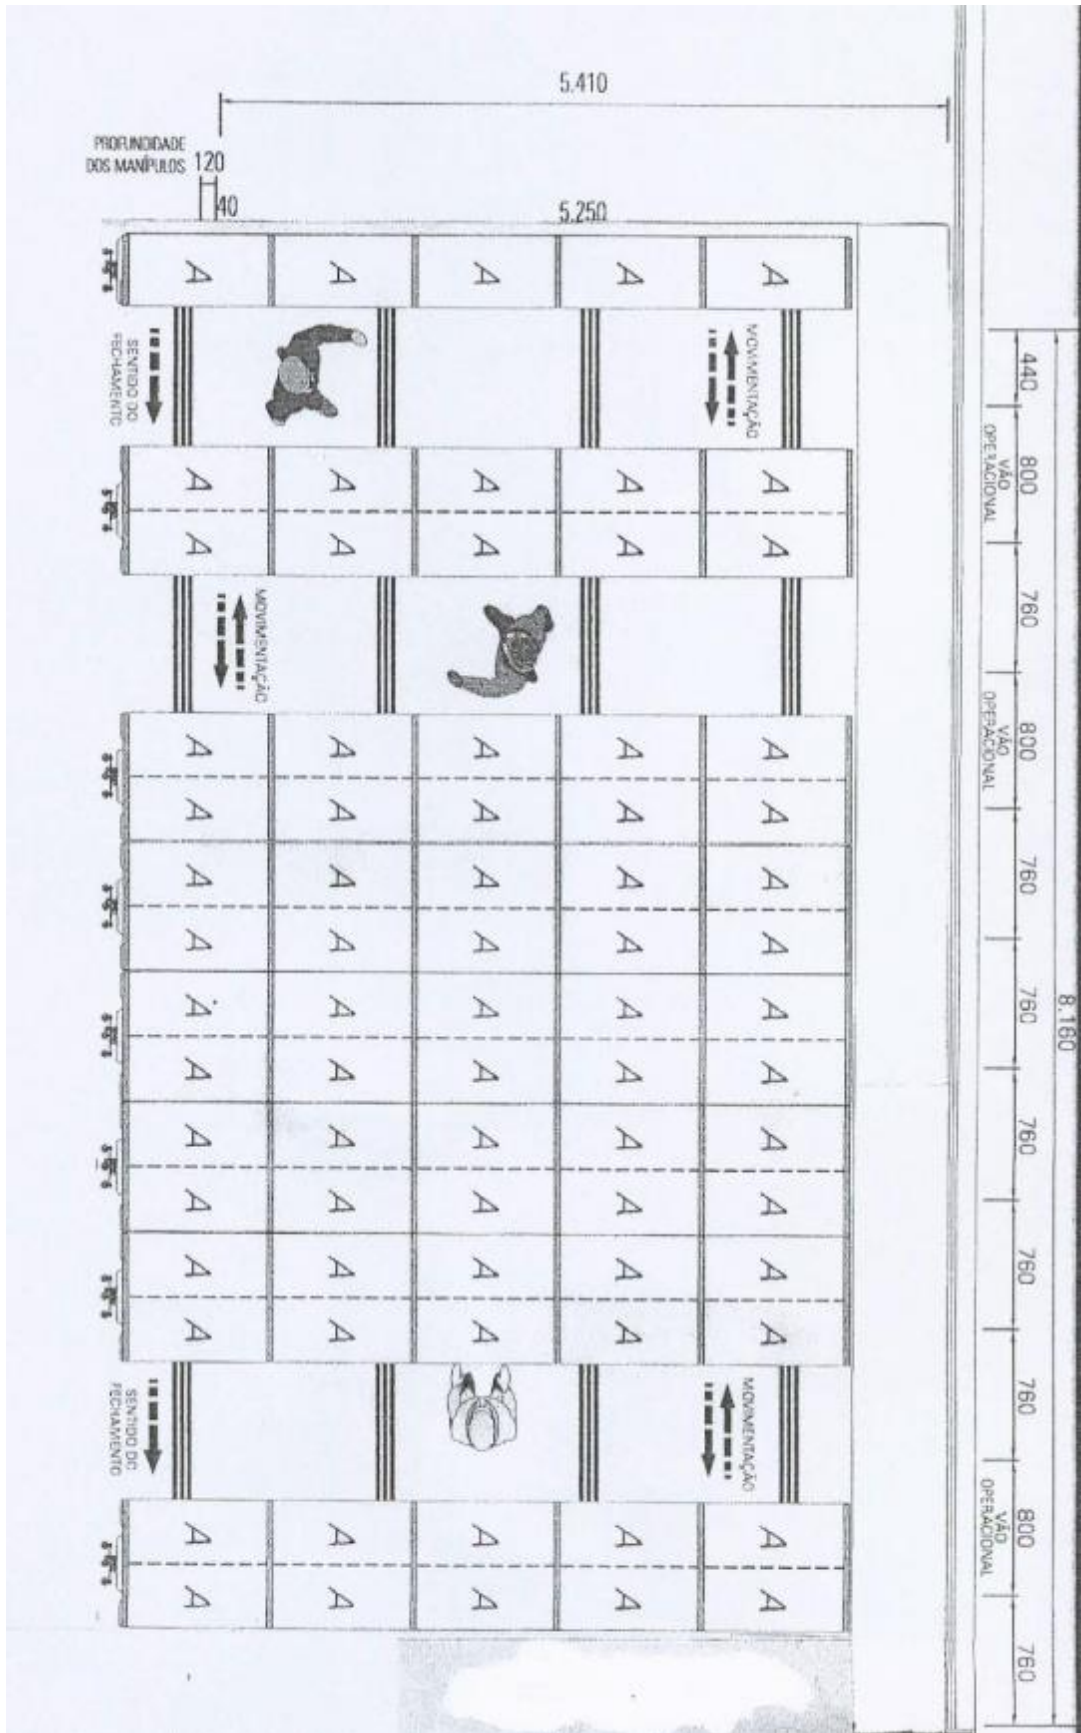 5.410
PROFUNDIDADE
DOS MANÍPULOS
120
40
5.250
A A A A A
SENTIDO DO
FECHAMENTO
MOVIMENTAÇÃO
440
A A A A A
A A A A A
800
VÃO
OPERACIONAL
MOVIMENTAÇÃO
760
A A A A A
A A A A A
800
VÃO
OPERACIONAL
A A A A A
A A A A A
760
A A A A A
A A A A A
760
8.160
A A A A A
A A A A A
760
A A A A A
A A A A A
760
SENTIDO DO
FECHAMENTO
MOVIMENTAÇÃO
760
A A A A A
A A A A A
800
VÃO
OPERACIONAL
760